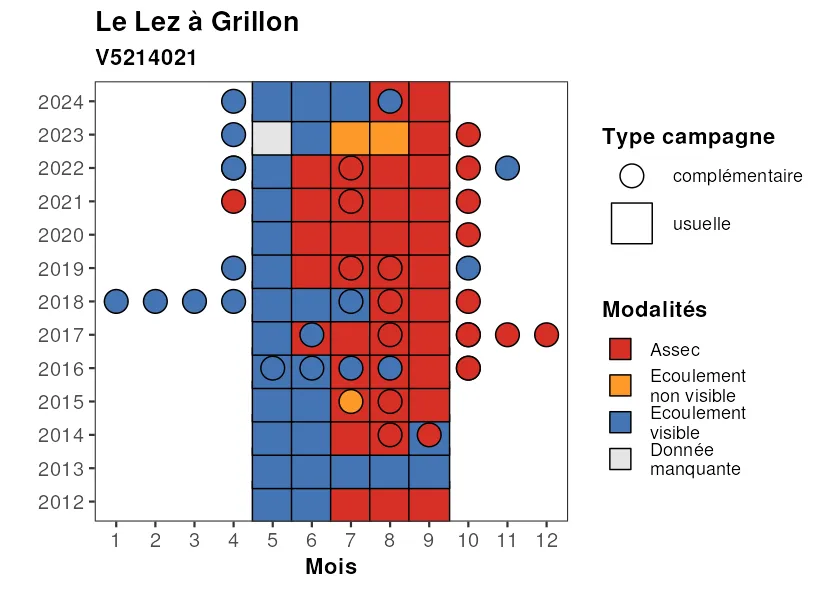 Le Lez à Grillon
V5214021
2024
2023
2022
2021
2020
2019
2018
2017
2016
2015
2014
2013
2012
1 2 3 4 5 6 7 8 9 10 11 12
Mois
Type campagne
complémentaire
usuelle
Modalités
Assec
Ecoulement
non visible
Ecoulement
visible
Donnée
manquante